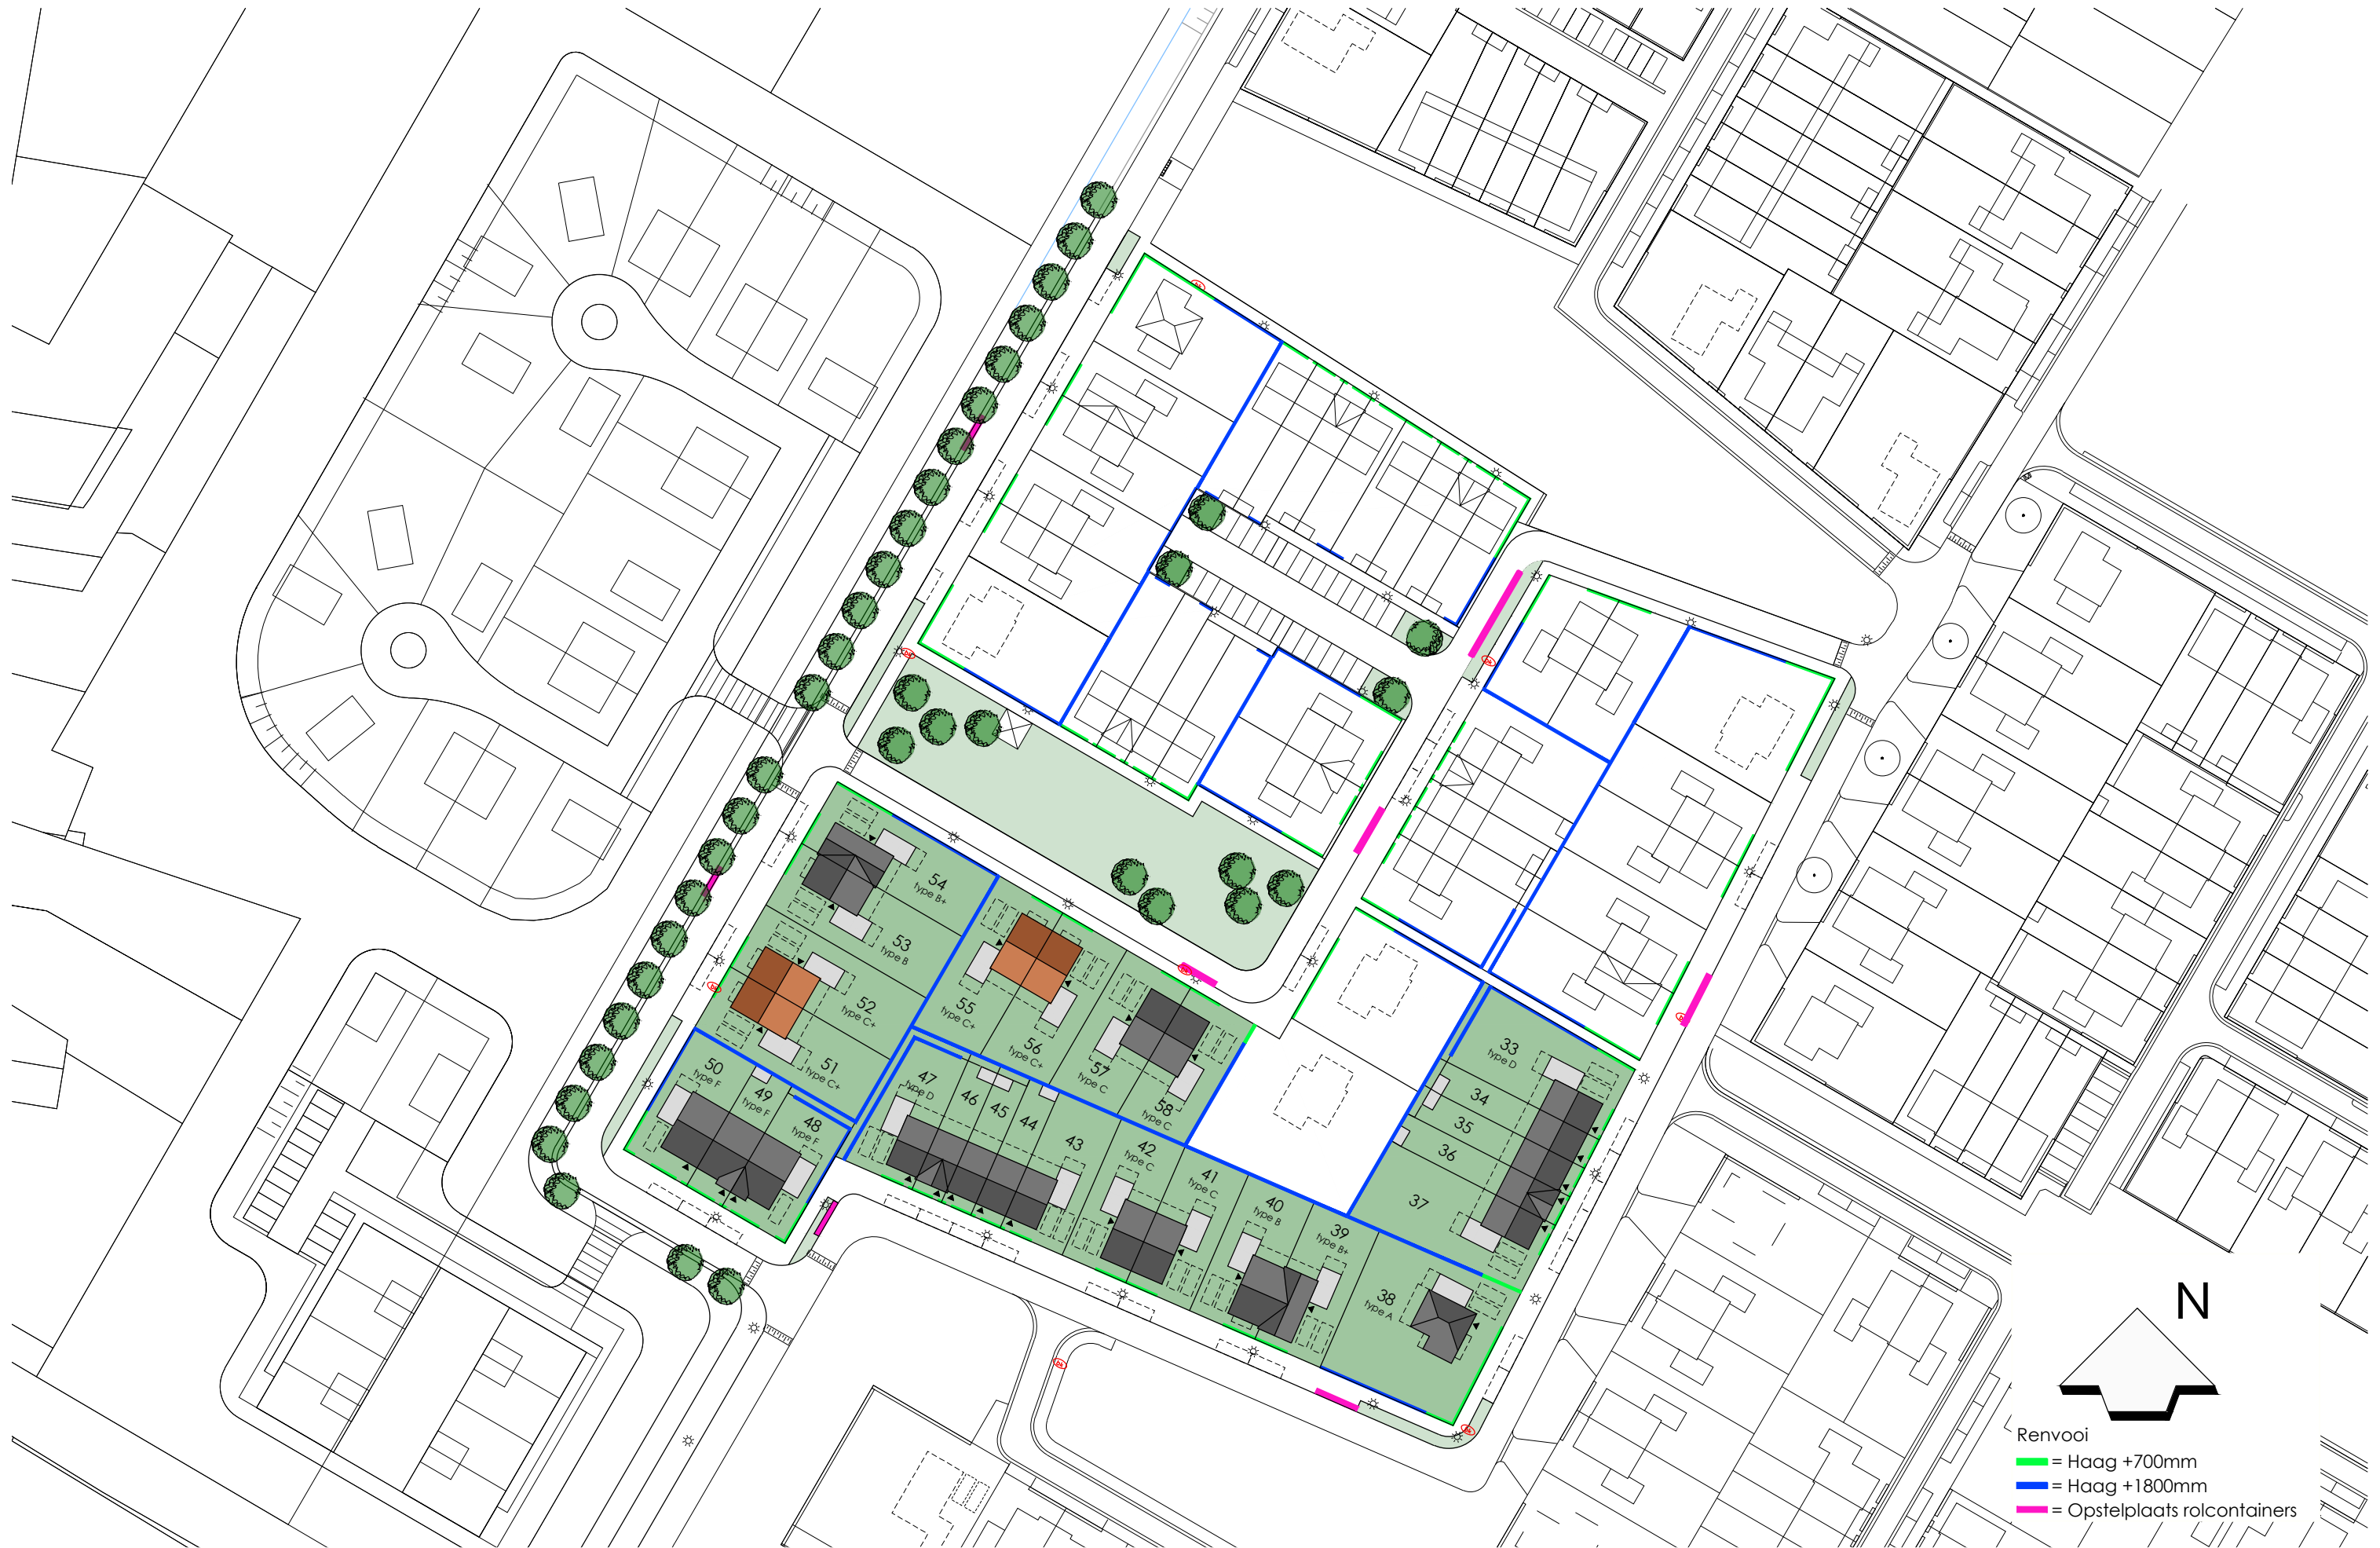 54
type B+
53
type B
52
type C+
51
type C+
50
type F
49
type F
48
type F
47
type D
46
45
44
43
55
type C+
56
type C+
57
type C
58
type C
42
type C
41
type C
40
type B
39
type B+
38
type A
33
type D
34
35
36
37
N
Renvooi
= Haag +700mm
= Haag +1800mm
= Opstelplaats rolcontainers